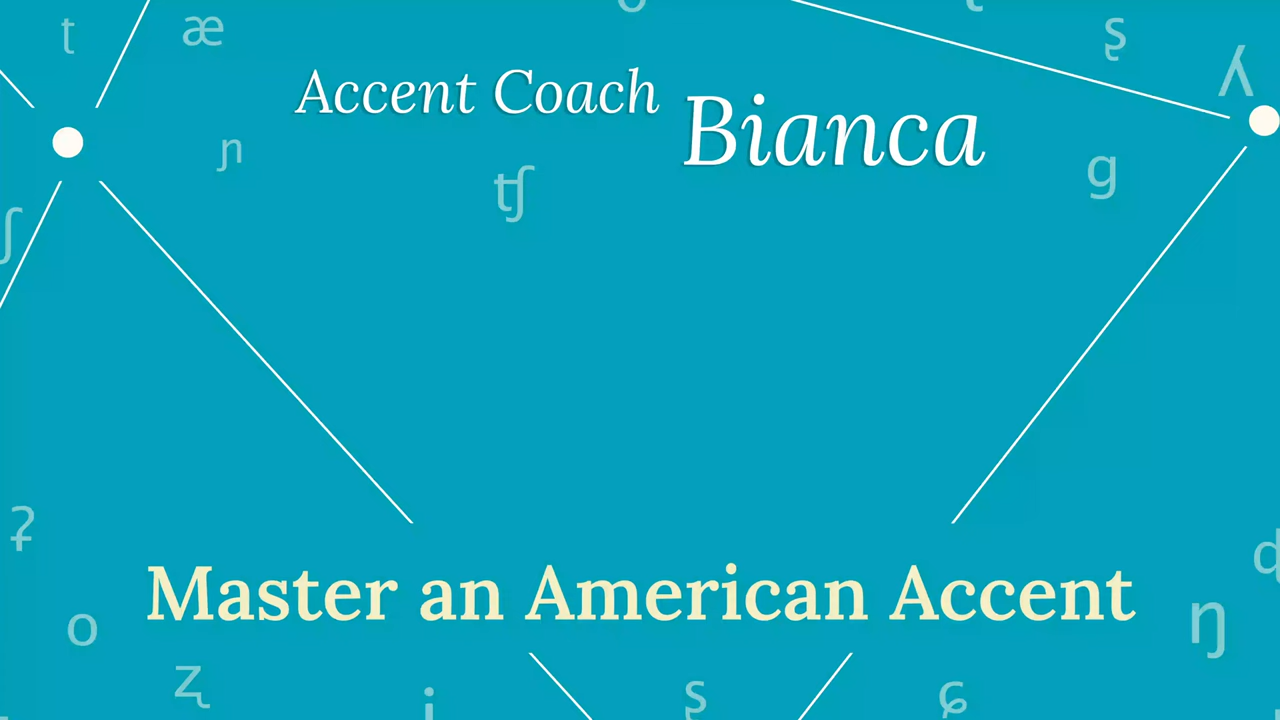 t
æ
ʂ
ʎ
Accent Coach Bianca
ɲ
ʧ
g
ʃ
ʔ
Master an American Accent
o
ŋ
ʐ
i
ʂ
ɕ